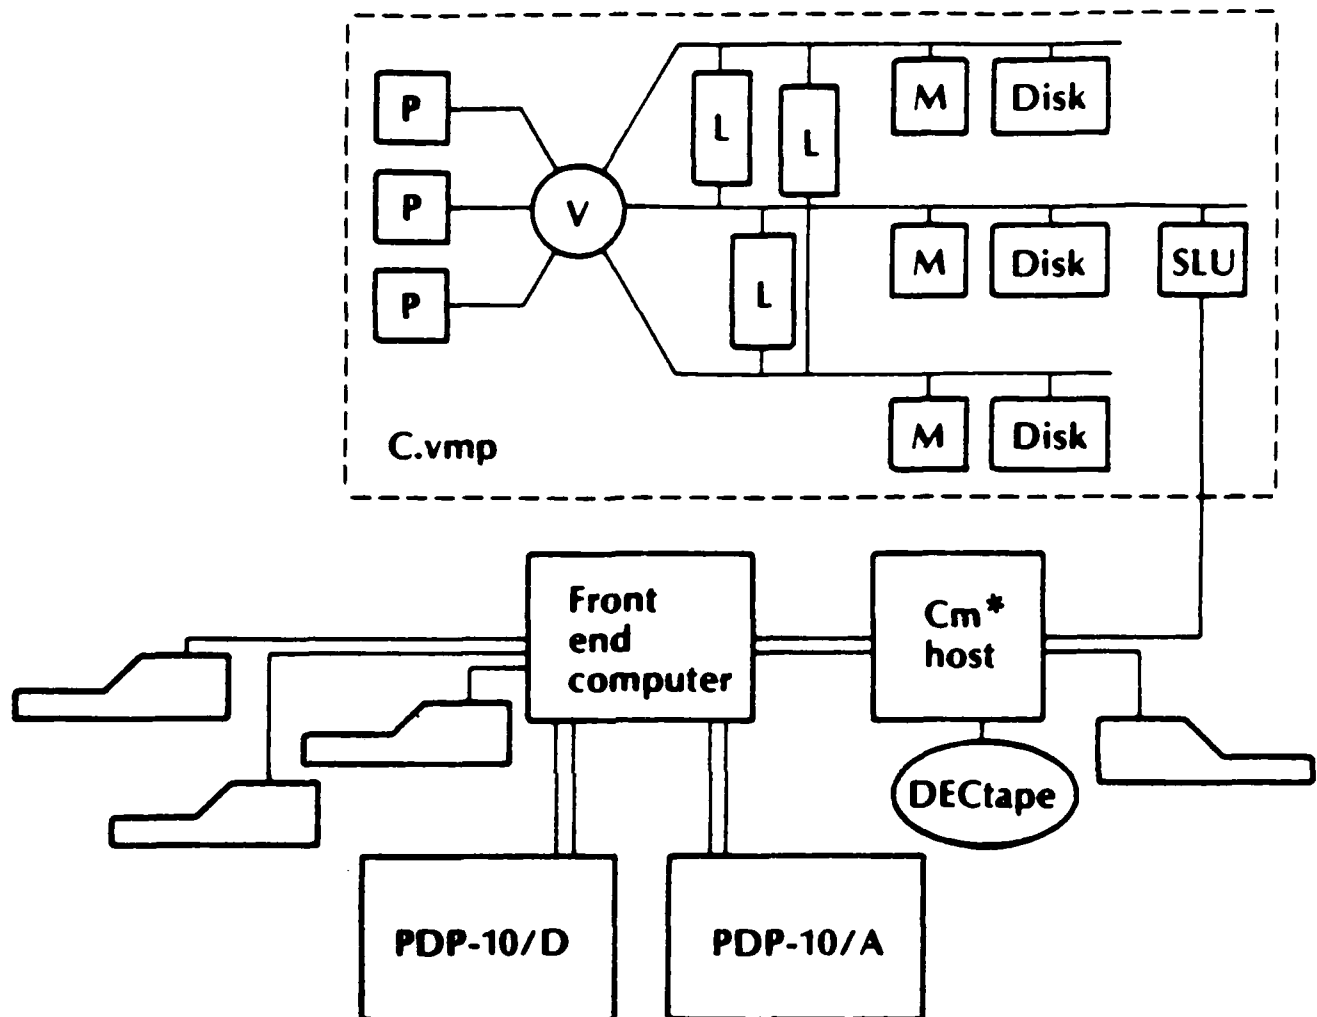 P
L
L
M
Disk
P
V
M
Disk
SLU
P
L
M
Disk
C.vmp
Front
end
computer
Cm*
host
DECtape
PDP-10/D
PDP-10/A